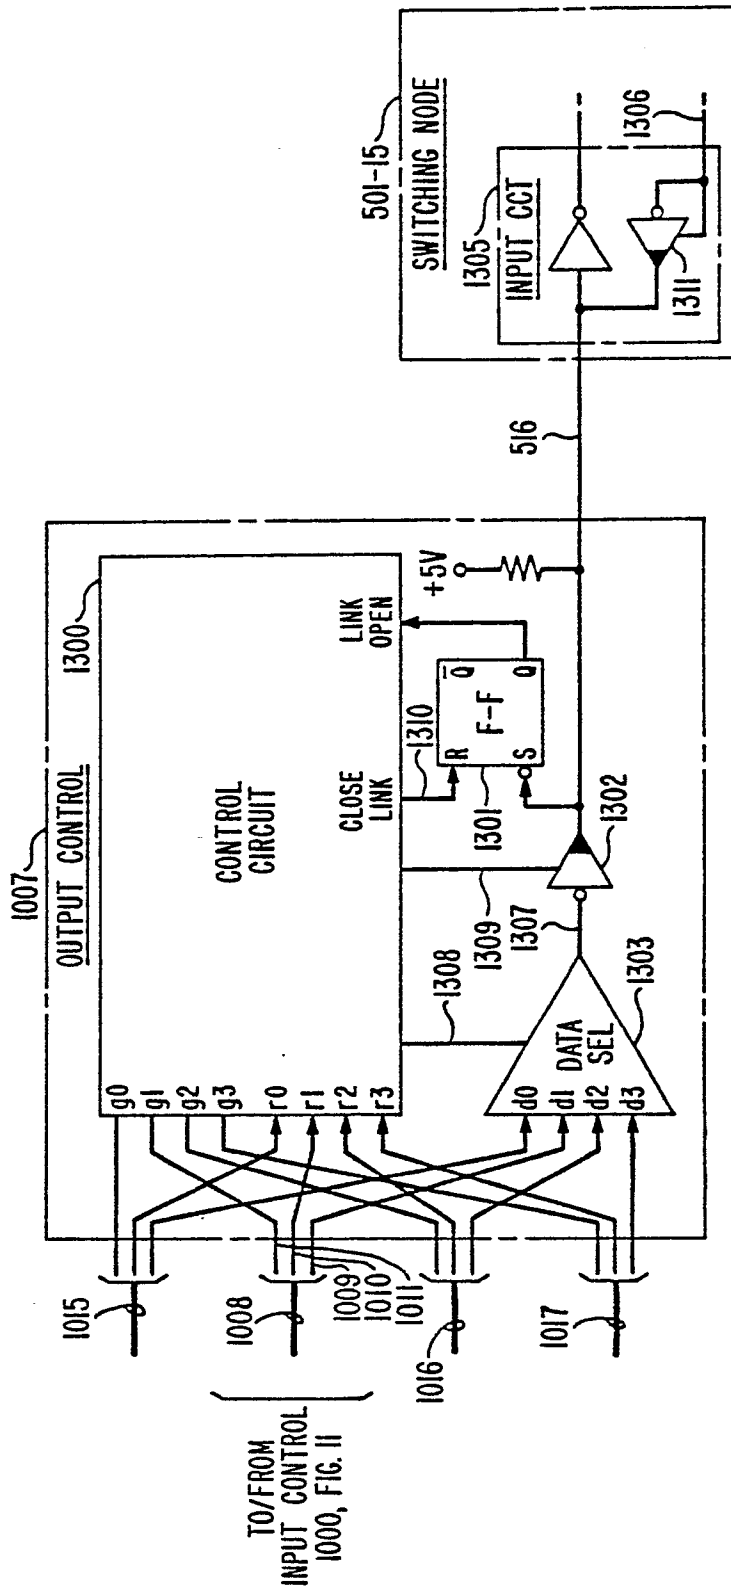 1007
OUTPUT CONTROL
1300
CONTROL
CIRCUIT
g0
g1
g2
g3
r0
r1
r2
r3
CLOSE
LINK
LINK
OPEN
1308
1309
1310
R
Q̅
F-F
S
Q
1301
+5V
1302
1307
DATA
SEL
1303
d0
d1
d2
d3
1015
1008
1009
1010
1011
1016
1017
TO/FROM
INPUT CONTROL
1000, FIG. 11
516
501-15
SWITCHING NODE
1305
INPUT CCT
1311
1306